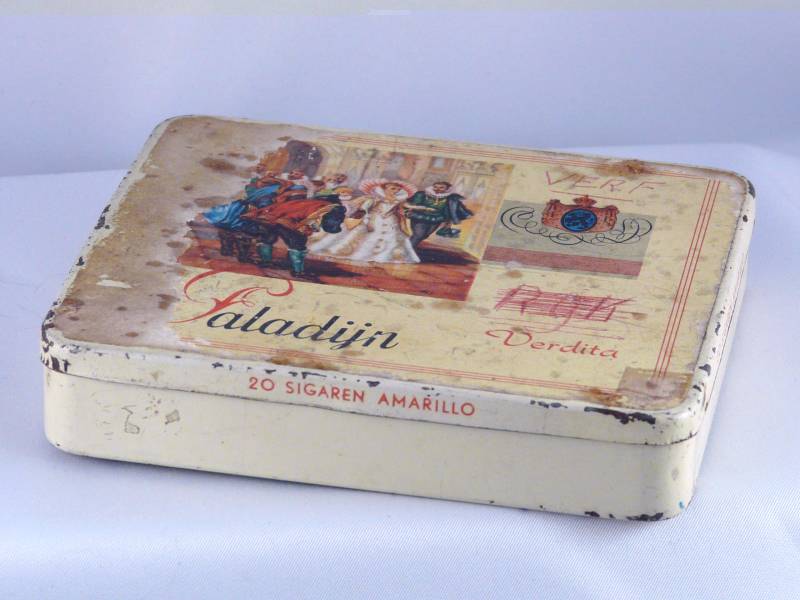 VERF
Paladijn
Verdita
20 SIGAREN AMARILLO